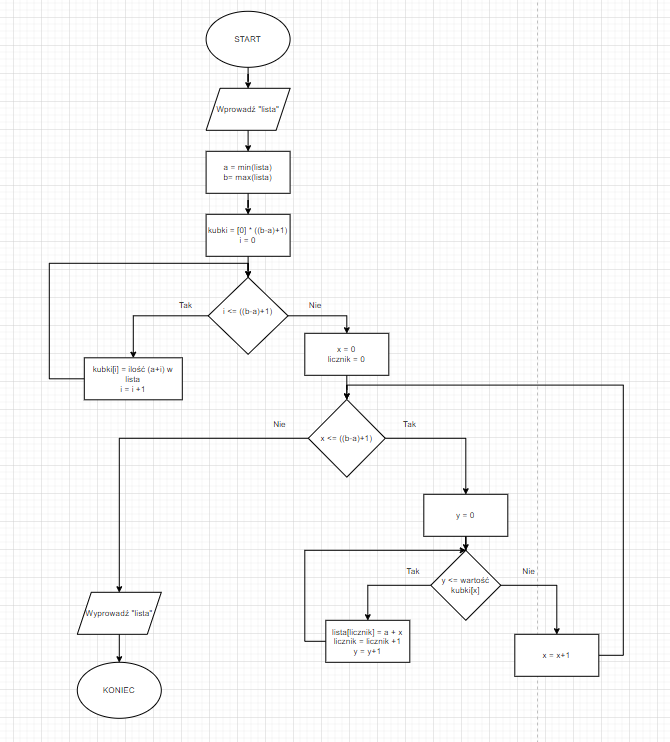 START
Wprowadź "lista"
a = min(lista)
b= max(lista)
kubki = [0] * ((b-a)+1)
i = 0
Tak
i <= ((b-a)+1)
Nie
kubki[i] = ilość (a+i) w
lista
i = i +1
x = 0
licznik = 0
Nie
x <= ((b-a)+1)
Tak
y = 0
Tak
y <= wartość
kubki[x]
Nie
lista[licznik] = a + x
licznik = licznik +1
y = y+1
x = x+1
Wyprowadź "lista"
KONIEC